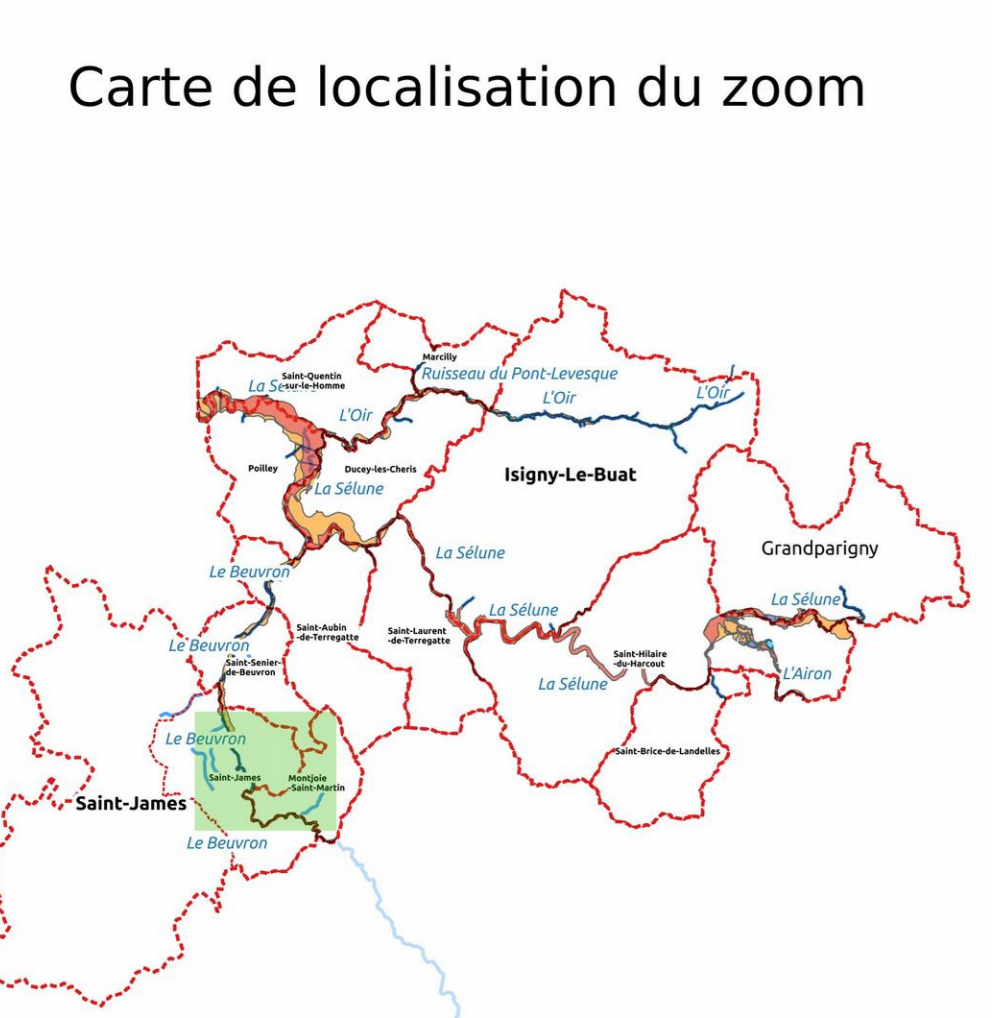 Carte de localisation du zoom
Marcilly
Ruisseau du Pont-Levesque
Saint-Quentin
-sur-le-Homme
La Sélune
L'Oir
L'Oir
L'Oir
Poilley
Ducey-les-Cheris
Isigny-Le-Buat
La Sélune
Grandparigny
La Sélune
Le Beuvron
La Sélune
La Sélune
Saint-Aubin
-de-Terregatte
Saint-Laurent
-de-Terregatte
Le Beuvron
Saint-Senier-
de-Beuvron
Saint-Hilaire
-du-Harcout
L'Airon
La Sélune
Le Beuvron
Saint-Brice-de-Landelles
Saint-James
Montjoie
-Saint-Martin
Saint-James
Le Beuvron